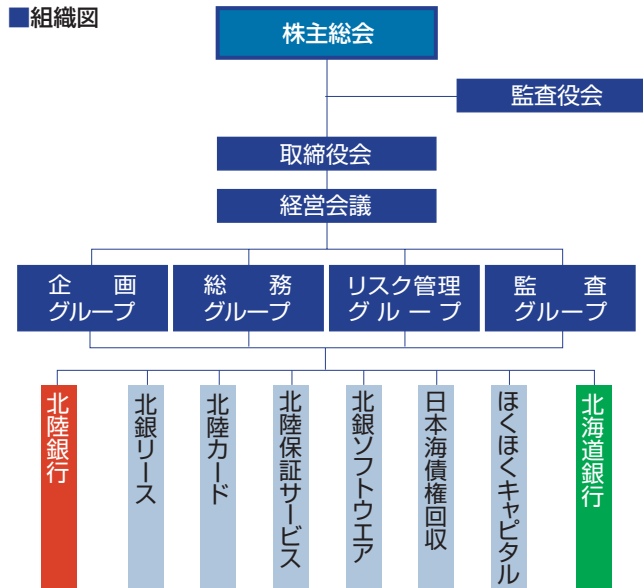 ■組織図
株主総会
監査役会
取締役会
経営会議
企画
グループ
総務
グループ
リスク管理
グループ
監査
グループ
北陸銀行
北銀リース
北陸カード
北陸保証サービス
北銀ソフトウエア
日本海債権回収
ほくほくキャピタル
北海道銀行